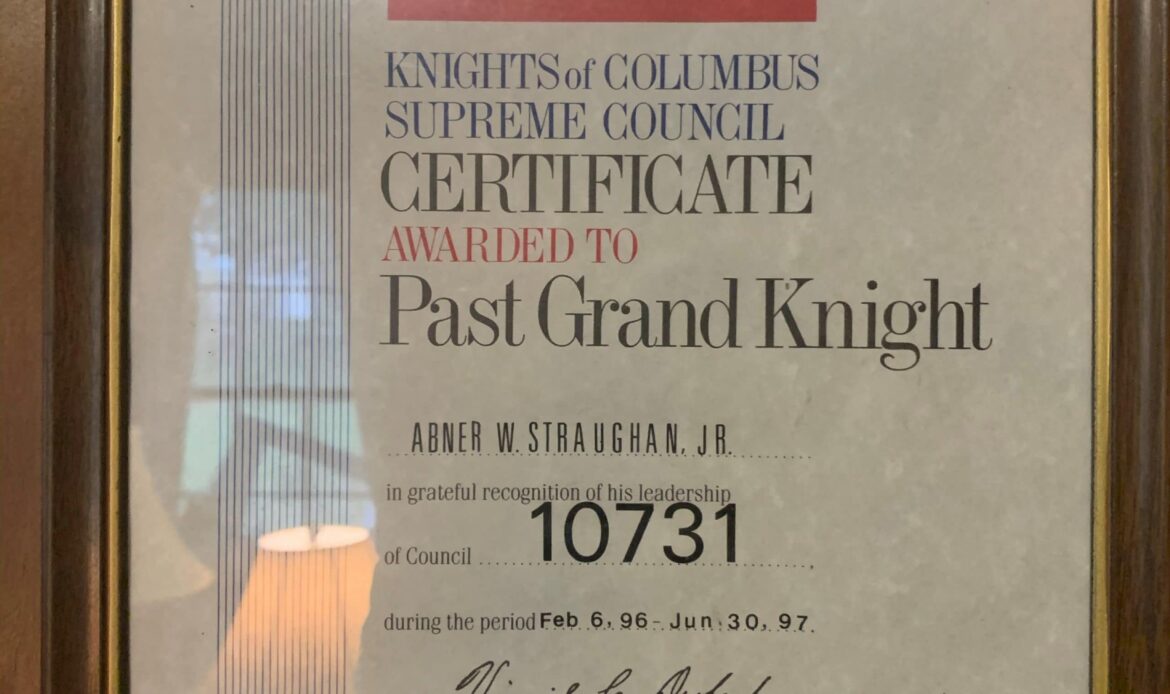 KNIGHTS of COLUMBUS
SUPREME COUNCIL
CERTIFICATE
AWARDED TO
Past Grand Knight
ABNER W. STRAUGHAN, JR.
in grateful recognition of his leadership
of Council 10731,
during the period Feb 6, 96 - Jun. 30, 97.